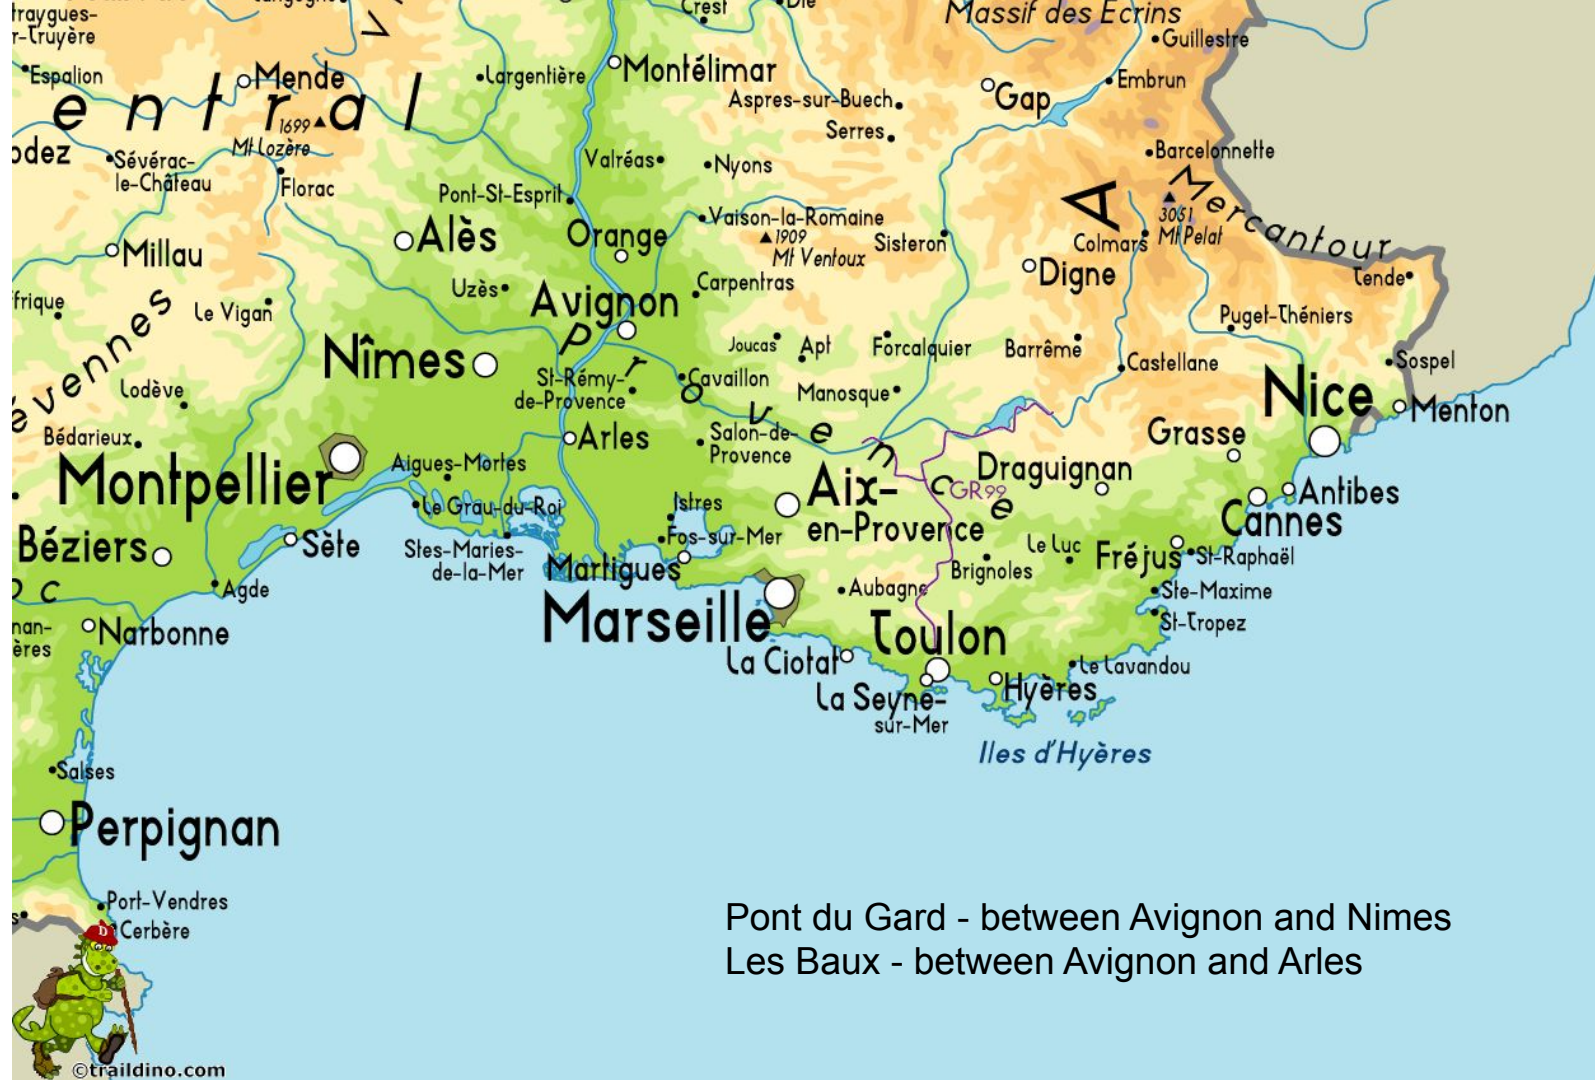 traygues-
r-Truyère
Crest
Die
Massif des Ecrins
Guillestre
Espalion
Mende
Largentière
Montélimar
Aspres-sur-Buech
Gap
Embrun
entral
1699
Mt Lozère
Serres
odez
Sévérac-
le-Château
Florac
Valréas
Nyons
Barcelonnette
Pont-St-Esprit
Alès
Orange
Vaison-la-Romaine
1909
Mt Ventoux
Sisteron
A
3051
Mt Pelat
Colmars
Mercantour
Millau
Digne
Tende
frique
Le Vigan
Uzès
Avignon
Carpentras
Puget-Théniers
évennes
Nîmes
Provence
Joucas
Apt
Forcalquier
Barrême
Castellane
Sospel
Lodève
St-Rémy-
de-Provence
Cavaillon
Manosque
Nice
Menton
Bédarieux
Arles
Salon-de-
Provence
Grasse
Montpellier
Aigues-Mortes
Aix-
en-Provence
Draguignan
GR99
Antibes
Cannes
Le Grau-du-Roi
Istres
Fos-sur-Mer
Béziers
Sète
Stes-Maries-
de-la-Mer
Martigues
Brignoles
Le Luc
Fréjus
St-Raphaël
o c
Agde
Marseille
Aubagne
Ste-Maxime
St-Tropez
nan-
ères
Narbonne
La Ciotat
Toulon
Le Lavandou
La Seyne-
sur-Mer
Hyères
Iles d'Hyères
Salses
Perpignan
Port-Vendres
Cerbère
Pont du Gard - between Avignon and Nimes
Les Baux - between Avignon and Arles
D
©traildino.com